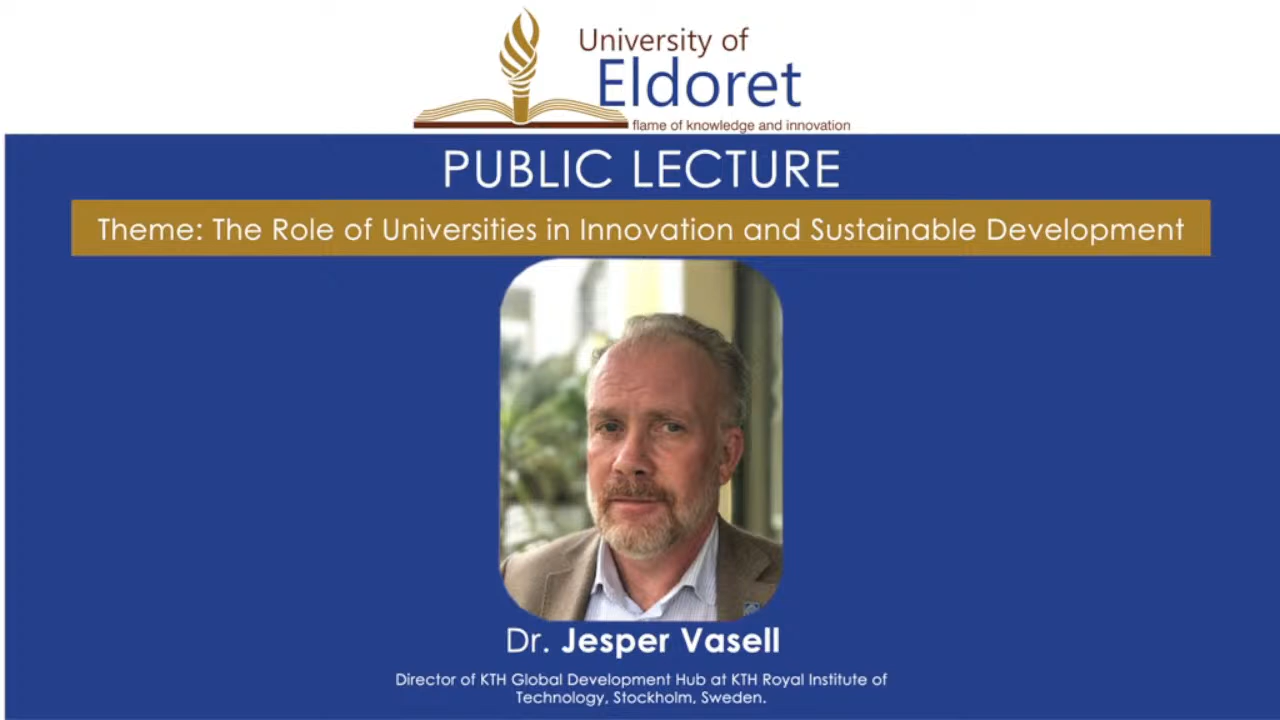 University of
Eldoret
flame of knowledge and innovation
PUBLIC LECTURE
Theme: The Role of Universities in Innovation and Sustainable Development
Dr. Jesper Vasell
Director of KTH Global Development Hub at KTH Royal Institute of
Technology, Stockholm, Sweden.